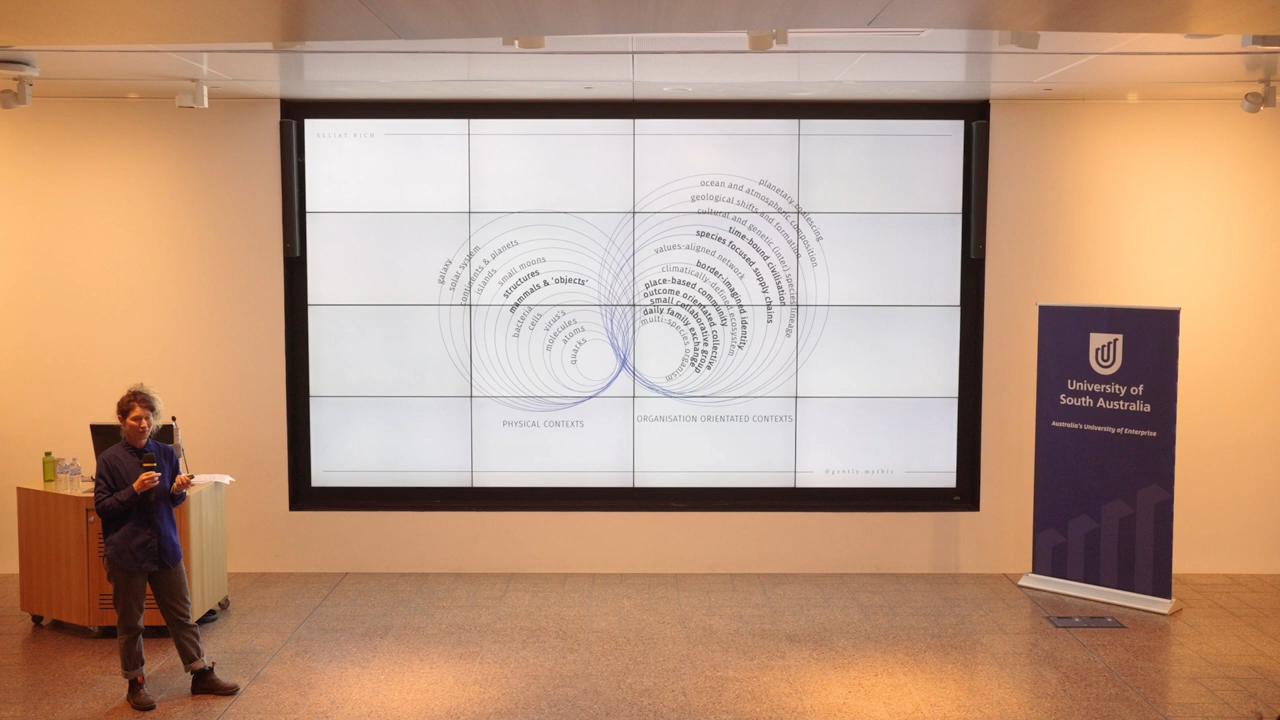 ELLIAT RICH
galaxy
solar system
continents & planets
islands
small moons
structures
mammals & 'objects'
bacteria
cells
virus's
molecules
atoms
quarks
planetary coalescing
ocean and atmospheric composition
geological shifts and formation
cultural and genetic (inter) species lineage
time-bound civilisation
species focused supply chains
values-aligned network
border-imagined identity
climatically-defined ecosystem
place-based community
outcome orientated collective
small collaborative group
daily family exchange
multi-species organism
PHYSICAL CONTEXTS
ORGANISATION ORIENTATED CONTEXTS
@gently.mythic
University of
South Australia
Australia's University of Enterprise